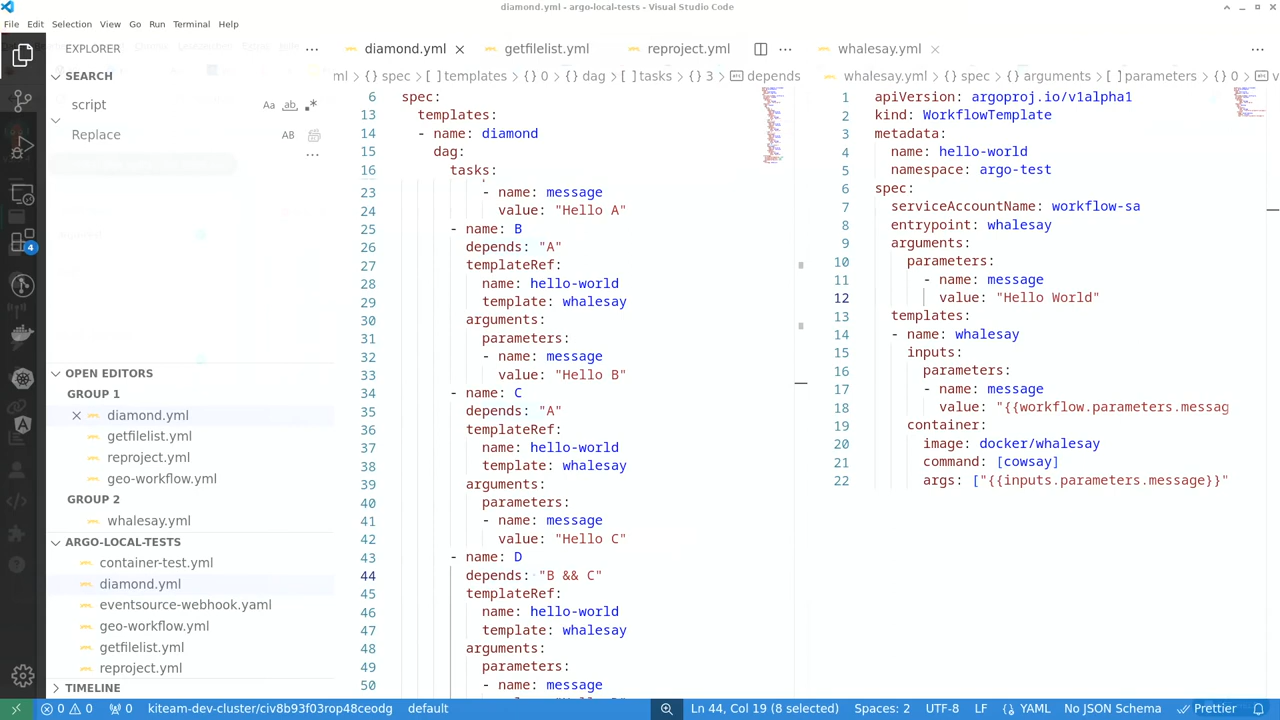 diamond.yml - argo-local-tests - Visual Studio Code
File Edit Selection View Go Run Terminal Help
EXPLORER
SEARCH
script
Aa ab
Replace
AB
4
OPEN EDITORS
GROUP 1
diamond.yml
getfilelist.yml
reproject.yml
geo-workflow.yml
GROUP 2
whalesay.yml
ARGO-LOCAL-TESTS
container-test.yml
diamond.yml
eventsource-webhook.yaml
geo-workflow.yml
getfilelist.yml
reproject.yml
TIMELINE
diamond.yml getfilelist.yml reproject.yml
ml > {} spec > [ ] templates > {} 0 > {} dag > [ ] tasks > {} 3 > depends
6 spec:
13 templates:
14 - name: diamond
15 dag:
16 tasks:
23 - name: message
24 value: "Hello A"
25 - name: B
26 depends: "A"
27 templateRef:
28 name: hello-world
29 template: whalesay
30 arguments:
31 parameters:
32 - name: message
33 value: "Hello B"
34 - name: C
35 depends: "A"
36 templateRef:
37 name: hello-world
38 template: whalesay
39 arguments:
40 parameters:
41 - name: message
42 value: "Hello C"
43 - name: D
44 depends: "B && C"
45 templateRef:
46 name: hello-world
47 template: whalesay
48 arguments:
49 parameters:
50 - name: message
whalesay.yml
whalesay.yml > {} spec > {} arguments > [ ] parameters > {} 0 > v
1 apiVersion: argoproj.io/v1alpha1
2 kind: WorkflowTemplate
3 metadata:
4 name: hello-world
5 namespace: argo-test
6 spec:
7 serviceAccountName: workflow-sa
8 entrypoint: whalesay
9 arguments:
10 parameters:
11 - name: message
12 value: "Hello World"
13 templates:
14 - name: whalesay
15 inputs:
16 parameters:
17 - name: message
18 value: "{{workflow.parameters.messag
19 container:
20 image: docker/whalesay
21 command: [cowsay]
22 args: ["{{inputs.parameters.message}}"
0 0 0 kiteam-dev-cluster/civ8b93f03rop48ceodg default Ln 44, Col 19 (8 selected) Spaces: 2 UTF-8 LF {} YAML No JSON Schema Prettier